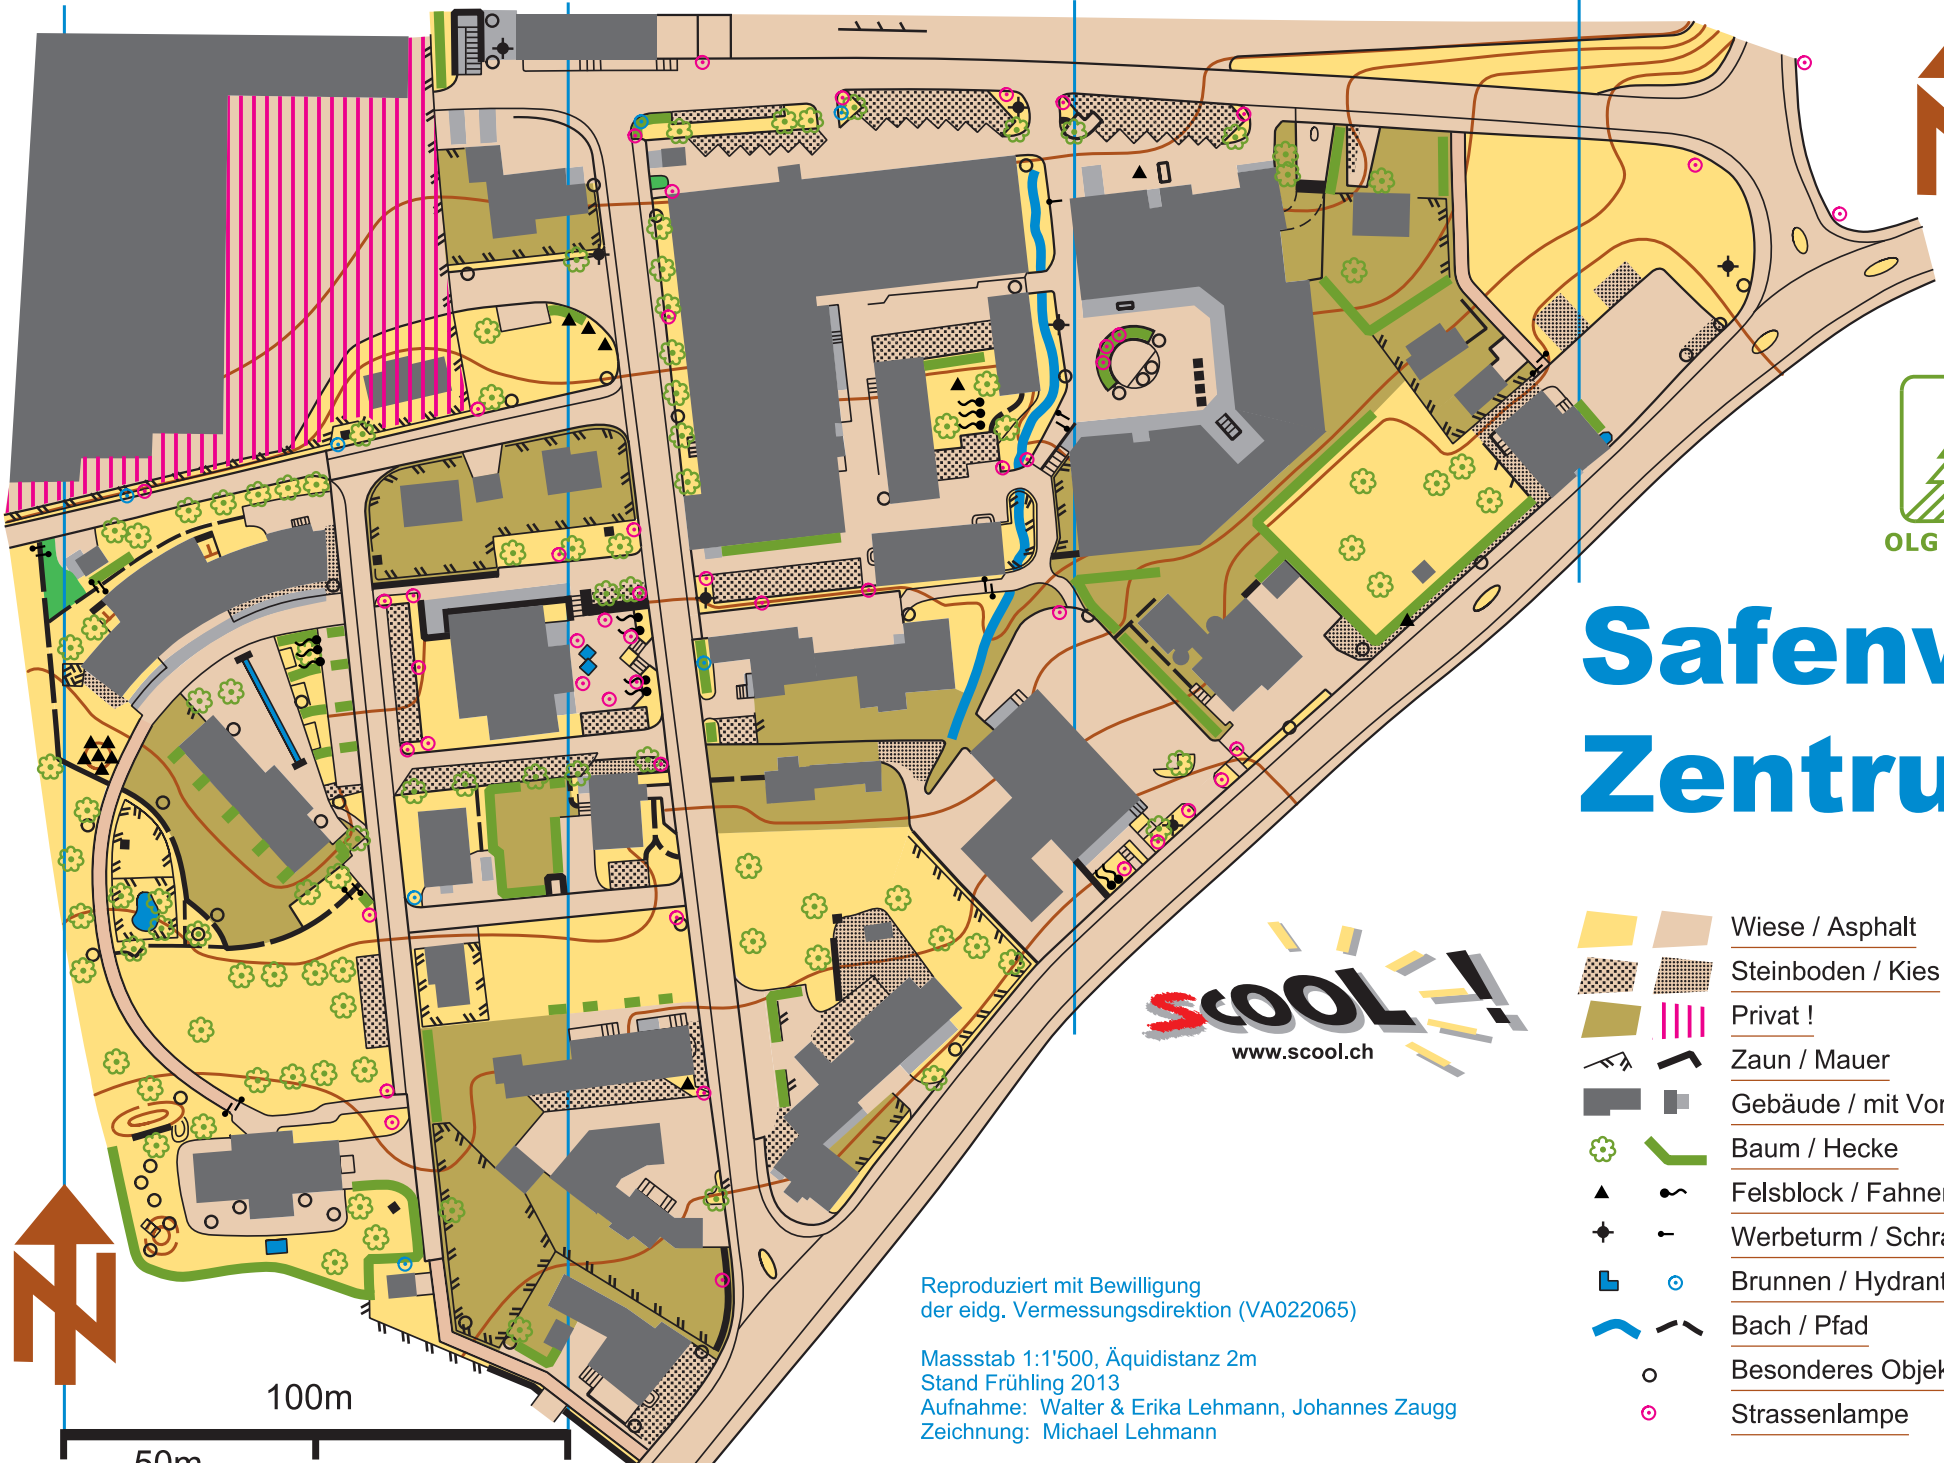 OLG
Safenw
Zentru
scool!
www.scool.ch
Wiese / Asphalt
Steinboden / Kies
Privat !
Zaun / Mauer
Gebäude / mit Vor
Baum / Hecke
Felsblock / Fahnen
Werbeturm / Schra
Brunnen / Hydrant
Bach / Pfad
Besonderes Objek
Strassenlampe
Reproduziert mit Bewilligung
der eidg. Vermessungsdirektion (VA022065)
Massstab 1:1'500, Äquidistanz 2m
Stand Frühling 2013
Aufnahme: Walter & Erika Lehmann, Johannes Zaugg
Zeichnung: Michael Lehmann
N
100m
50m